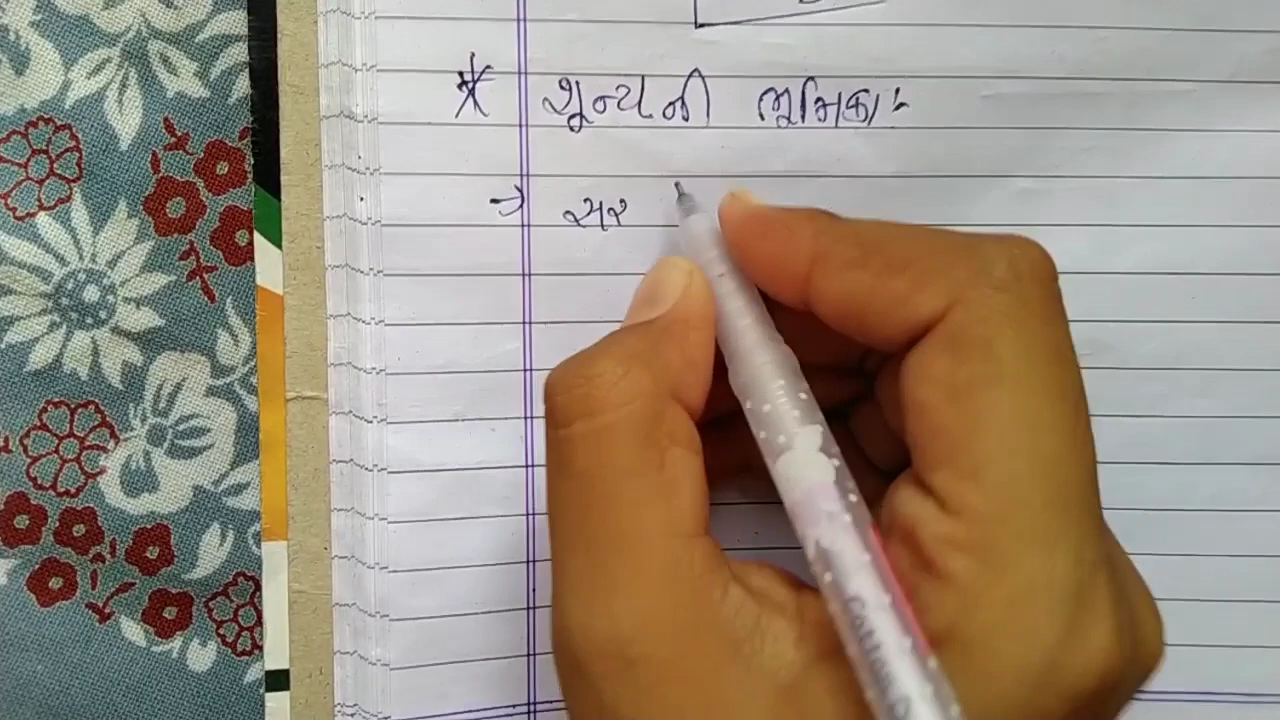 * શૂન્યની ભૂમિકા :-
→ સર